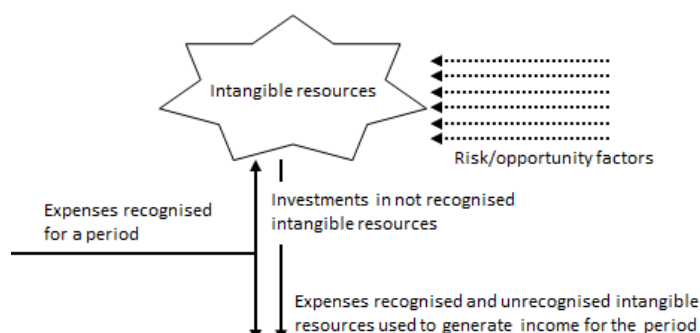 Intangible resources
Risk/opportunity factors
Expenses recognised
for a period
Investments in not recognised
intangible resources
Expenses recognised and unrecognised intangible
resources used to generate income for the period